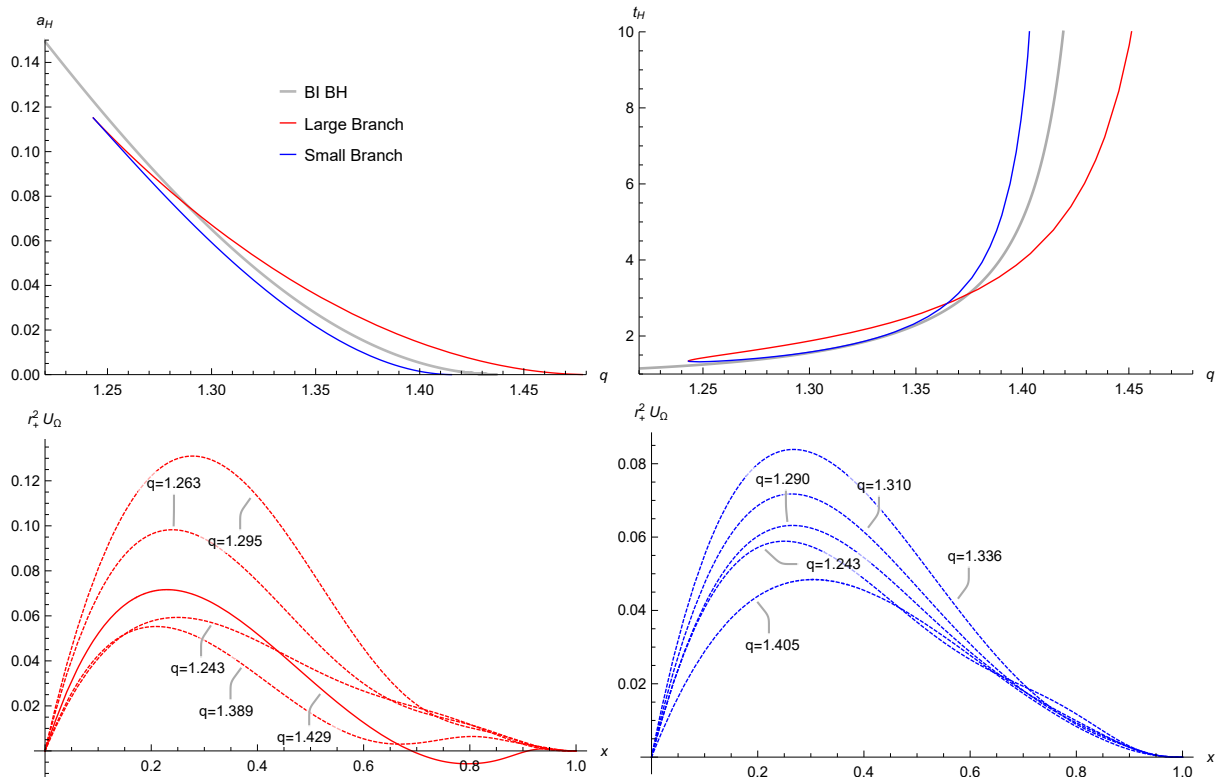 a_H
0.14
0.12
0.10
0.08
0.06
0.04
0.02
0.00
1.25
1.30
1.35
1.40
1.45
q
BI BH
Large Branch
Small Branch
t_H
10
8
6
4
2
1.25
1.30
1.35
1.40
1.45
q
r₊² U_Ω
0.12
0.10
0.08
0.06
0.04
0.02
0.2
0.4
0.6
0.8
1.0
x
q=1.263
q=1.295
q=1.243
q=1.389
q=1.429
r₊² U_Ω
0.08
0.06
0.04
0.02
0.2
0.4
0.6
0.8
1.0
x
q=1.290
q=1.310
q=1.336
q=1.243
q=1.405